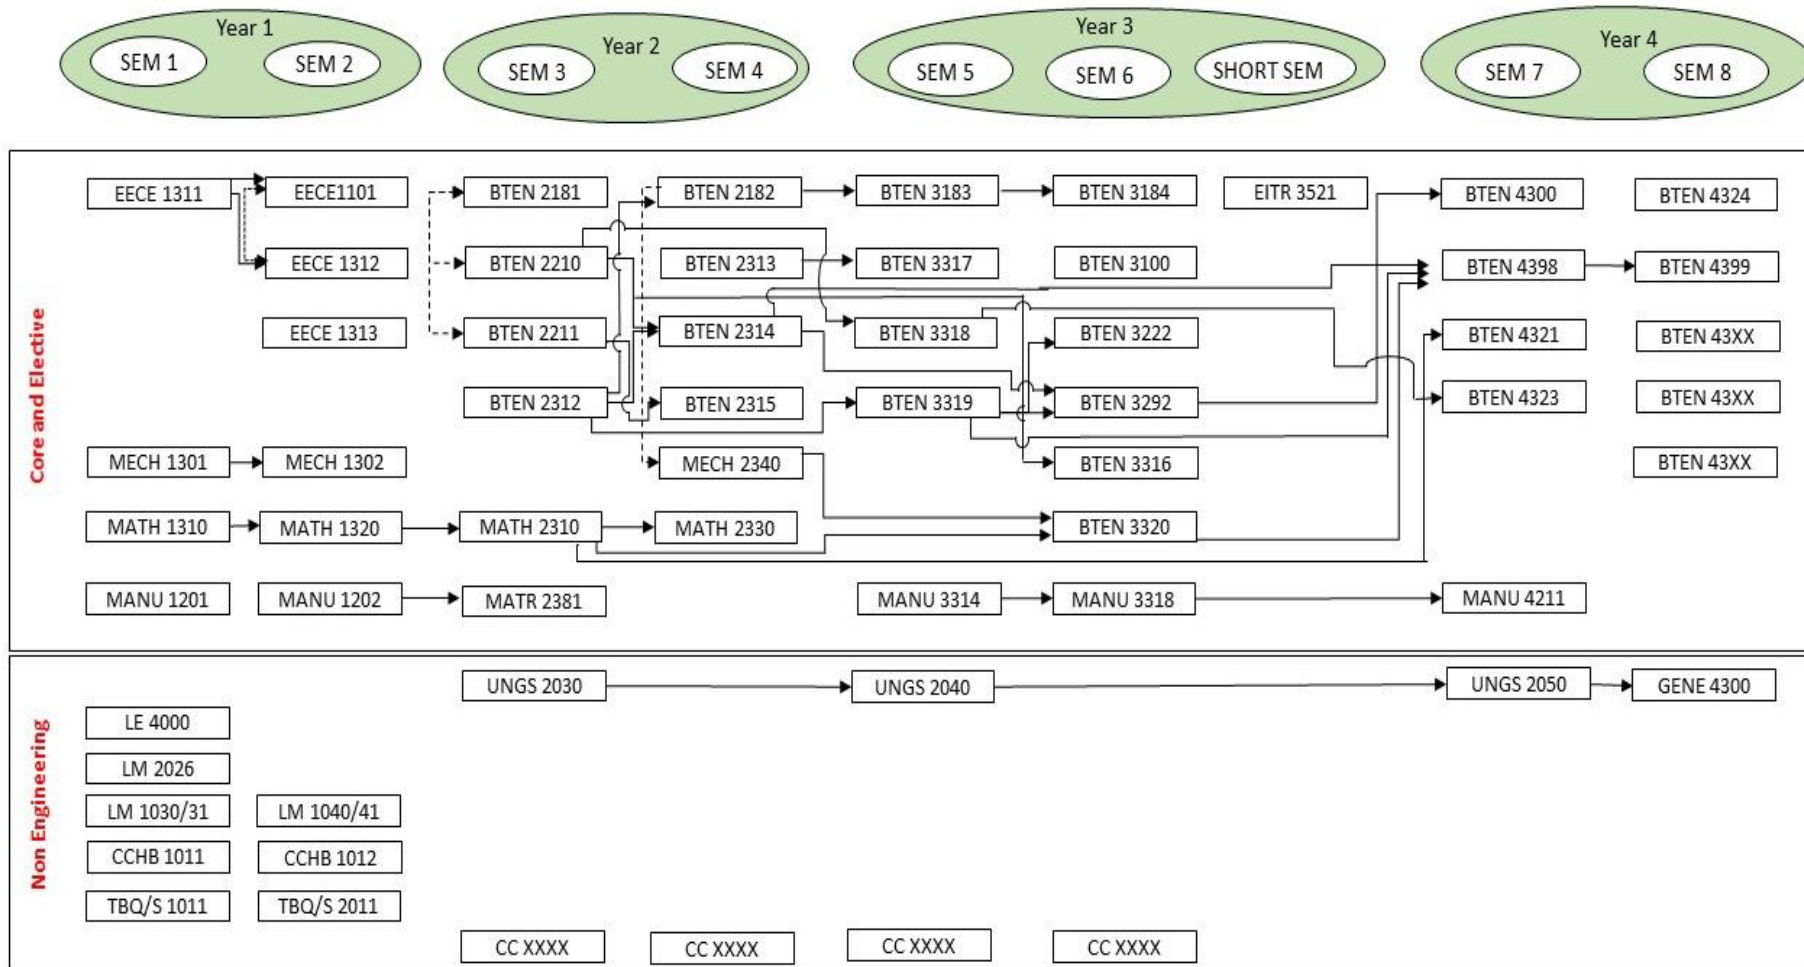 Year 1
SEM 1
SEM 2
Year 2
SEM 3
SEM 4
Year 3
SEM 5
SEM 6
SHORT SEM
Year 4
SEM 7
SEM 8
Core and Elective
EECE 1311
EECE1101
BTEN 2181
BTEN 2182
BTEN 3183
BTEN 3184
EITR 3521
BTEN 4300
BTEN 4324
EECE 1312
BTEN 2210
BTEN 2313
BTEN 3317
BTEN 3100
BTEN 4398
BTEN 4399
EECE 1313
BTEN 2211
BTEN 2314
BTEN 3318
BTEN 3222
BTEN 4321
BTEN 43XX
BTEN 2312
BTEN 2315
BTEN 3319
BTEN 3292
BTEN 4323
BTEN 43XX
MECH 1301
MECH 1302
MECH 2340
BTEN 3316
BTEN 43XX
MATH 1310
MATH 1320
MATH 2310
MATH 2330
BTEN 3320
MANU 1201
MANU 1202
MATR 2381
MANU 3314
MANU 3318
MANU 4211
Non Engineering
UNGS 2030
UNGS 2040
UNGS 2050
GENE 4300
LE 4000
LM 2026
LM 1030/31
LM 1040/41
CCHB 1011
CCHB 1012
TBQ/S 1011
TBQ/S 2011
CC XXXX
CC XXXX
CC XXXX
CC XXXX